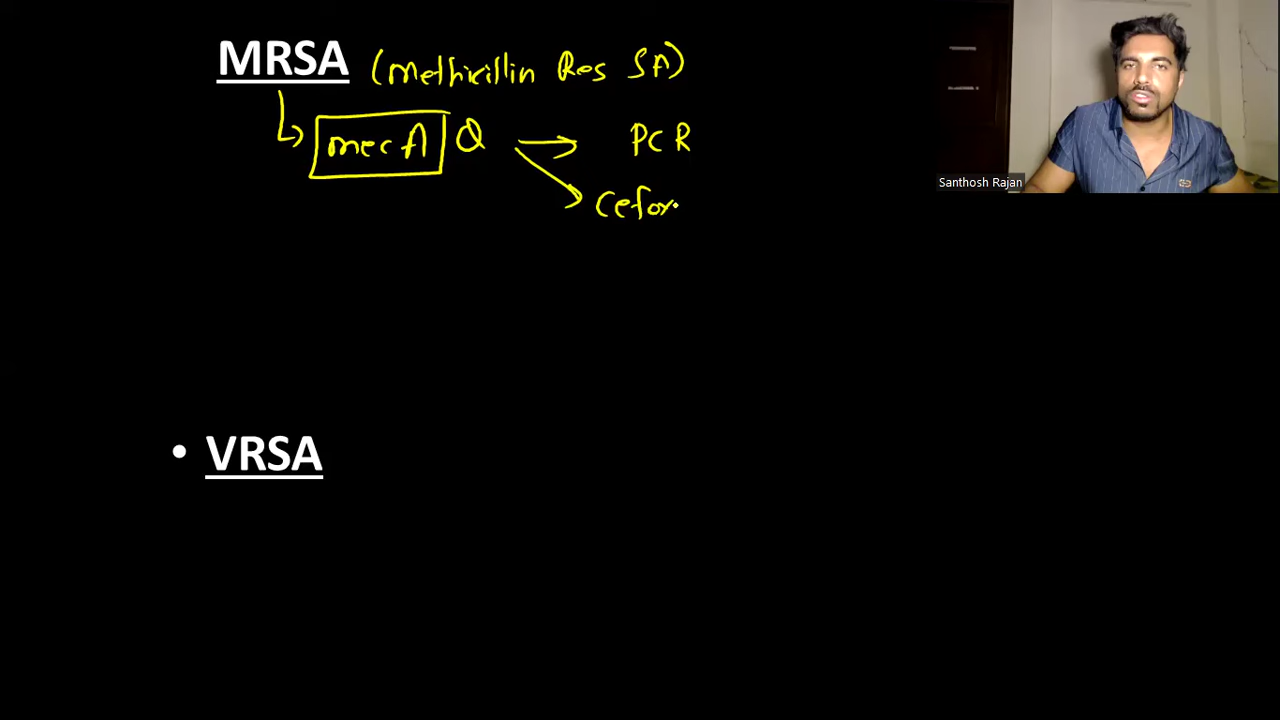 MRSA (Methicillin Res SA)
mecA Q → PCR
Cefox
Santhosh Rajan
• VRSA